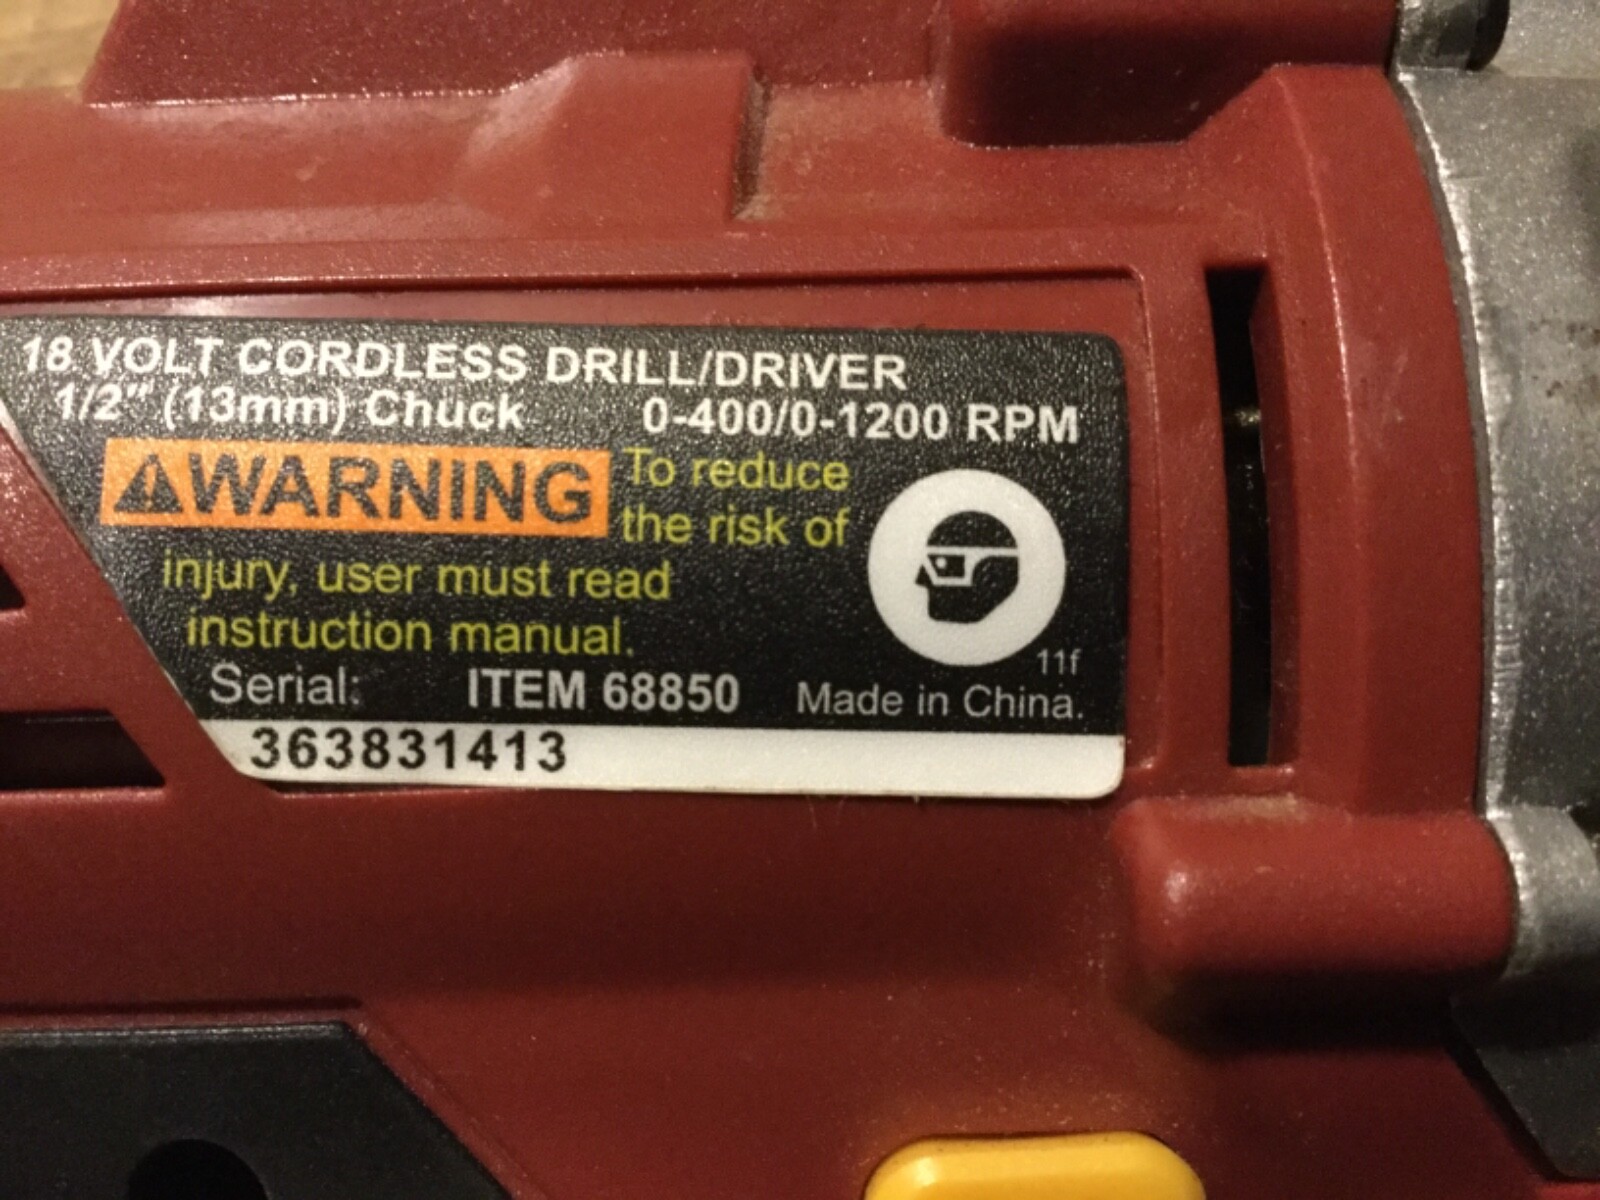 18 VOLT CORDLESS DRILL/DRIVER
1/2" (13mm) Chuck 0-400/0-1200 RPM
WARNING To reduce
the risk of
injury, user must read
instruction manual.
11f
Serial: ITEM 68850 Made in China.
363831413